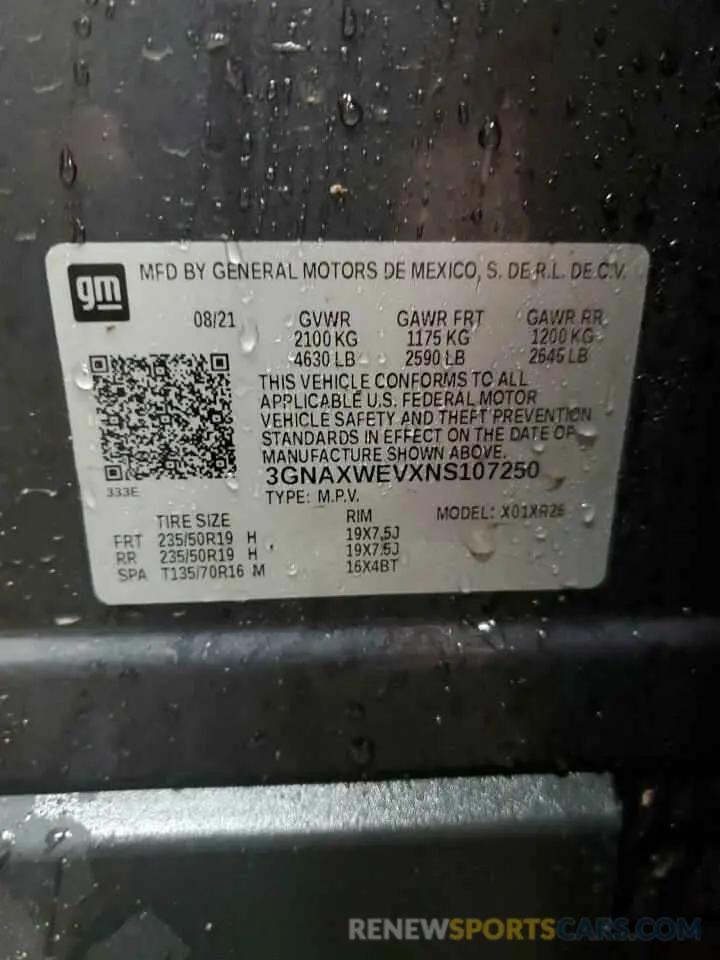 gm
MFD BY GENERAL MOTORS DE MEXICO, S. DE R.L. DE C.V.
08/21 GVWR GAWR FRT GAWR RR
2100 KG 1175 KG 1200 KG
4630 LB 2590 LB 2645 LB
THIS VEHICLE CONFORMS TO ALL
APPLICABLE U.S. FEDERAL MOTOR
VEHICLE SAFETY AND THEFT PREVENTION
STANDARDS IN EFFECT ON THE DATE OF
MANUFACTURE SHOWN ABOVE.
3GNAXWEVXNS107250
333E
TYPE: M.P.V.
TIRE SIZE RIM MODEL: X01XR26
FRT 235/50R19 H 19X7.5J
RR 235/50R19 H 19X7.5J
SPA T135/70R16 M 16X4BT
RENEWSPORTSCARS.COM